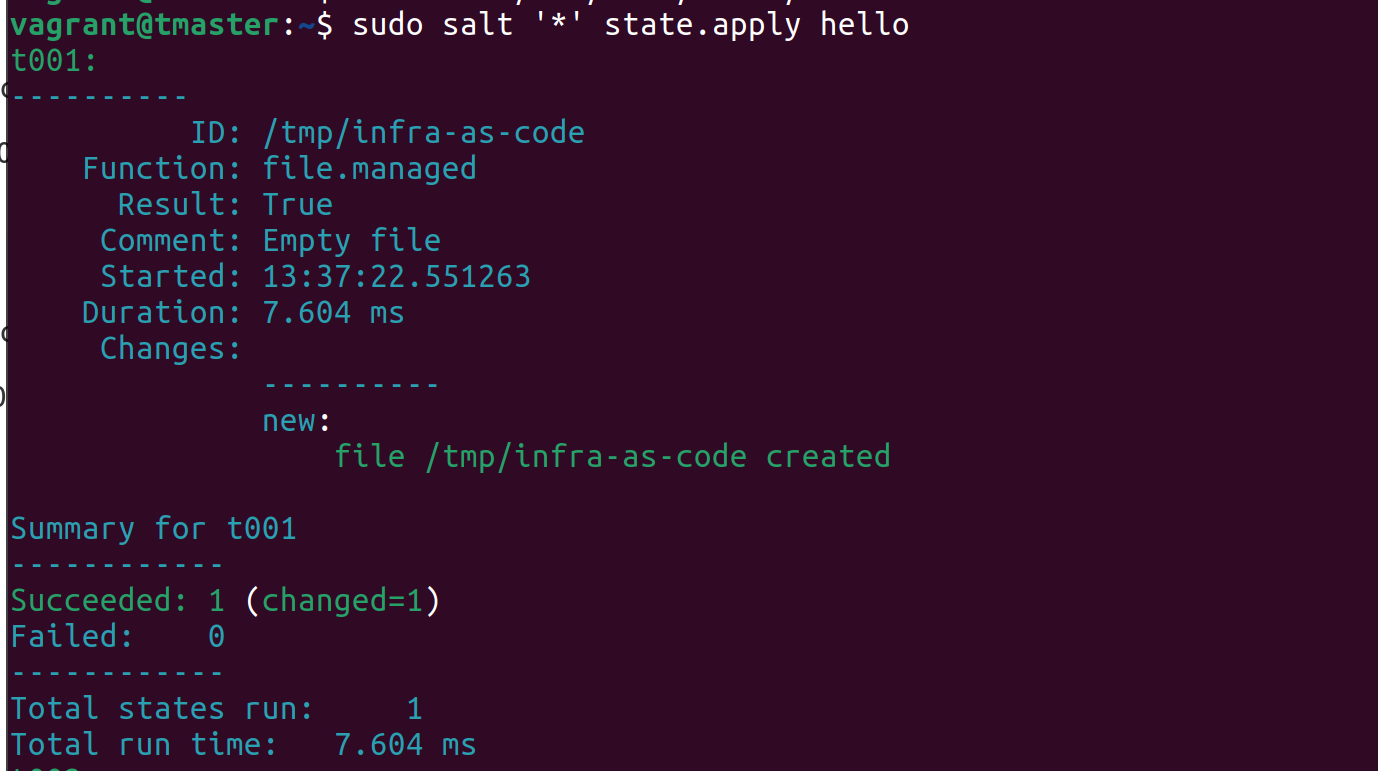 vagrant@tmaster:~$ sudo salt '*' state.apply hello
t001:
----------
          ID: /tmp/infra-as-code
    Function: file.managed
      Result: True
     Comment: Empty file
     Started: 13:37:22.551263
    Duration: 7.604 ms
     Changes:
              ----------
              new:
                  file /tmp/infra-as-code created

Summary for t001
------------
Succeeded: 1 (changed=1)
Failed:    0
------------
Total states run:     1
Total run time:   7.604 ms